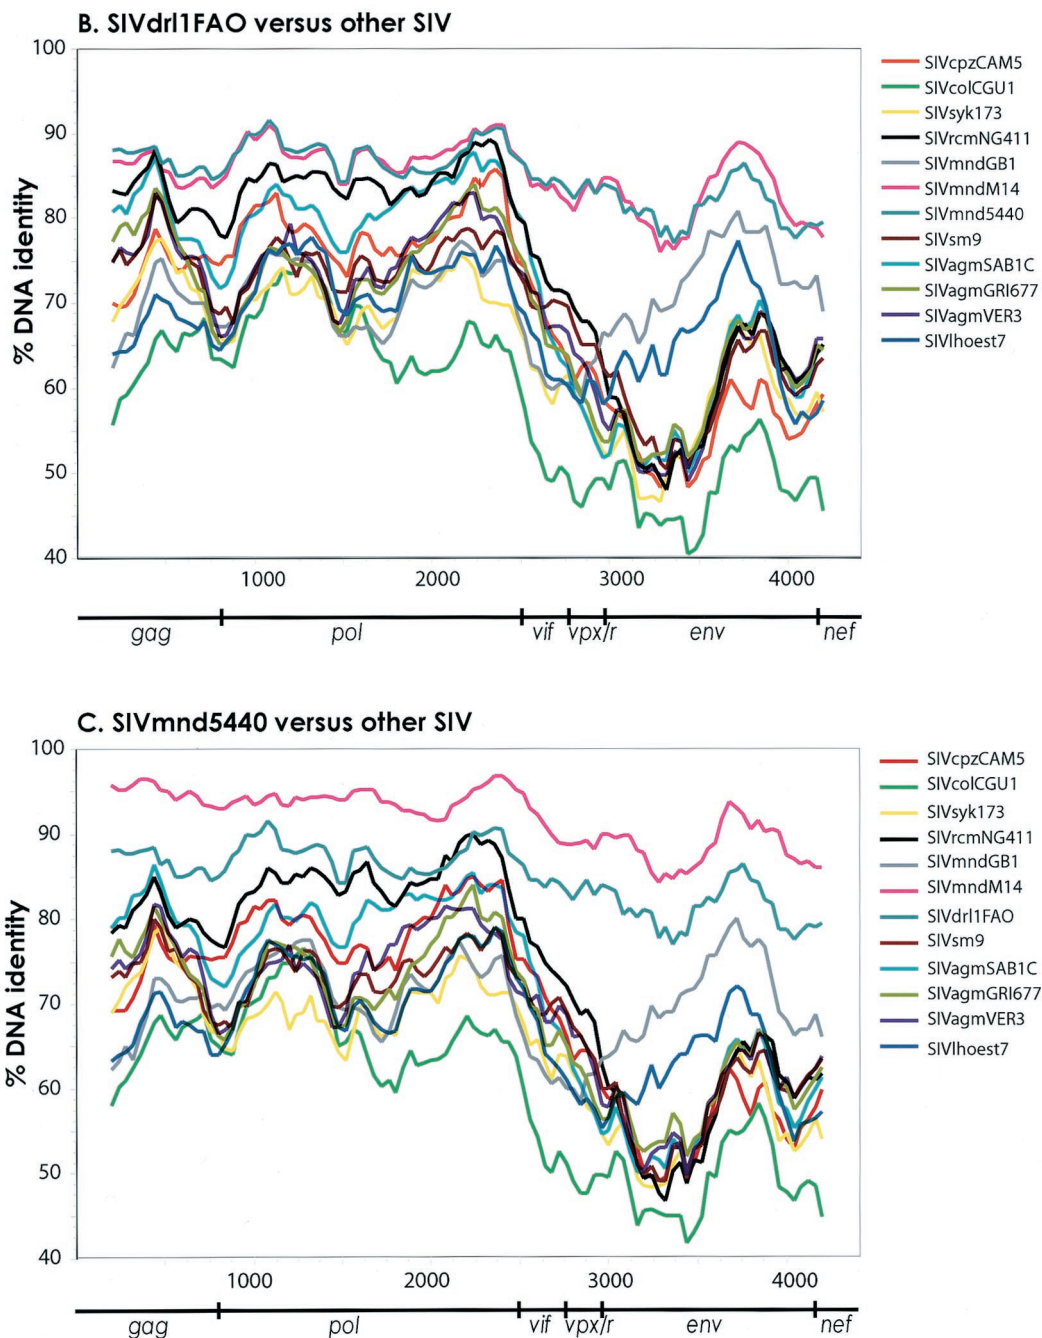 B. SIVdrl1FAO versus other SIV
100
90
80
70
60
50
40
% DNA identity
1000 2000 3000 4000
gag pol vif vpx/r env nef
SIVcpzCAM5
SIVcolCGU1
SIVsyk173
SIVrcmNG411
SIVmndGB1
SIVmndM14
SIVmnd5440
SIVsm9
SIVagmSAB1C
SIVagmGRI677
SIVagmVER3
SIVlhoest7
C. SIVmnd5440 versus other SIV
100
90
80
70
60
50
40
% DNA identity
1000 2000 3000 4000
gag pol vif vpx/r env nef
SIVcpzCAM5
SIVcolCGU1
SIVsyk173
SIVrcmNG411
SIVmndGB1
SIVmndM14
SIVdrl1FAO
SIVsm9
SIVagmSAB1C
SIVagmGRI677
SIVagmVER3
SIVlhoest7